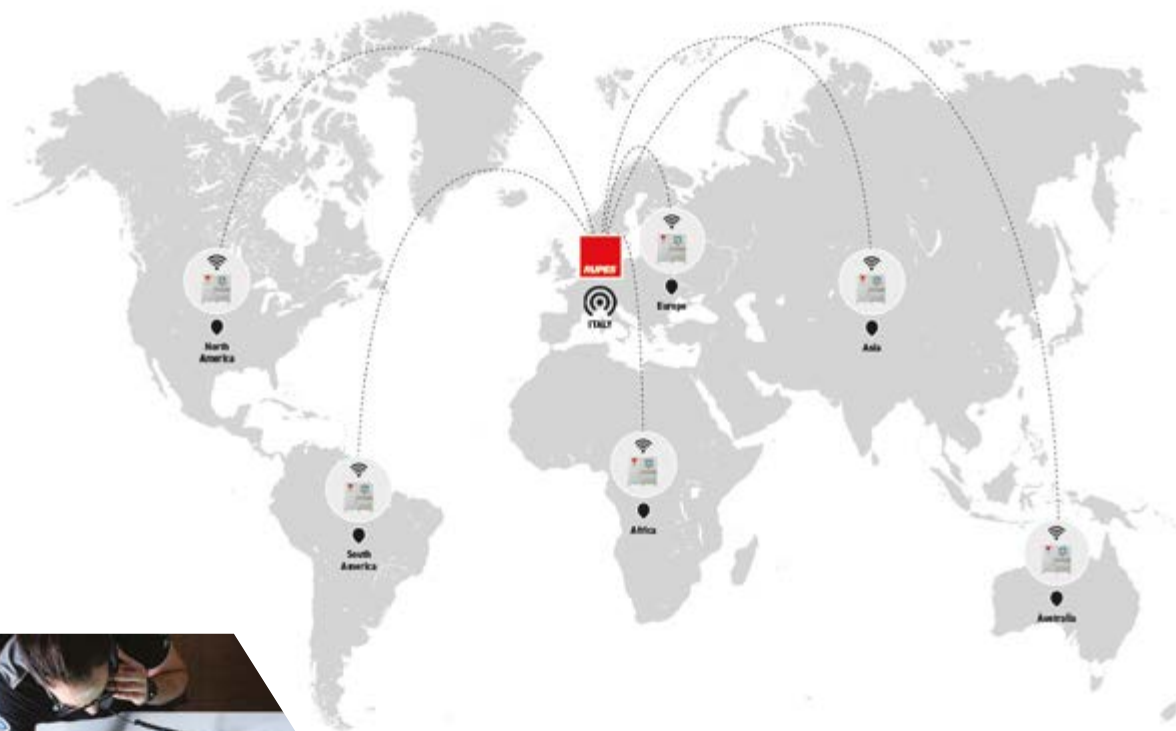 RUPES
ITALY
Europe
Asia
North
America
Africa
South
America
Australia